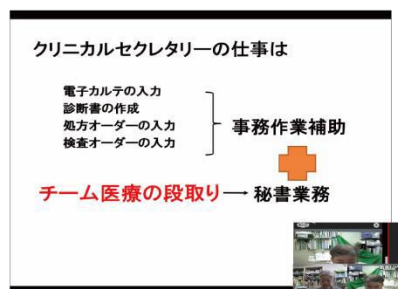 クリニカルセクレタリーの仕事は
電子カルテの入力
診断書の作成
処方オーダーの入力
検査オーダーの入力
事務作業補助
チーム医療の段取り→秘書業務